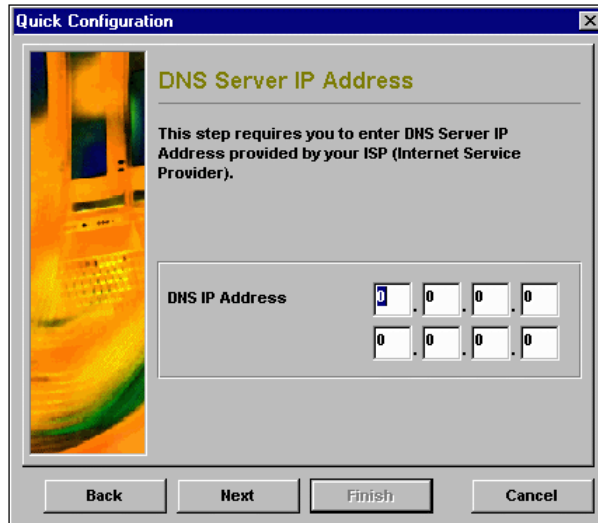 Quick Configuration
DNS Server IP Address
This step requires you to enter DNS Server IP
Address provided by your ISP (Internet Service
Provider).
DNS IP Address 0 . 0 . 0 . 0
0 . 0 . 0 . 0
Back Next Finish Cancel